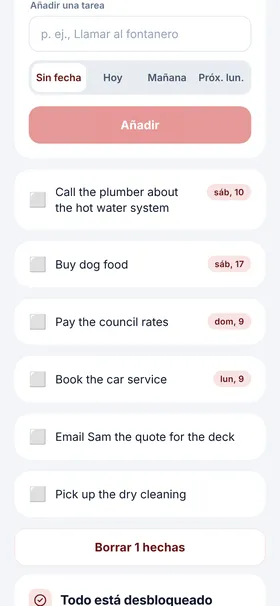 Añadir una tarea
p. ej., Llamar al fontanero
Sin fecha
Hoy
Mañana
Próx. lun.
Añadir
Call the plumber about
the hot water system
sáb, 10
Buy dog food
sáb, 17
Pay the council rates
dom, 9
Book the car service
lun, 9
Email Sam the quote for the deck
Pick up the dry cleaning
Borrar 1 hechas
Todo está desbloqueado